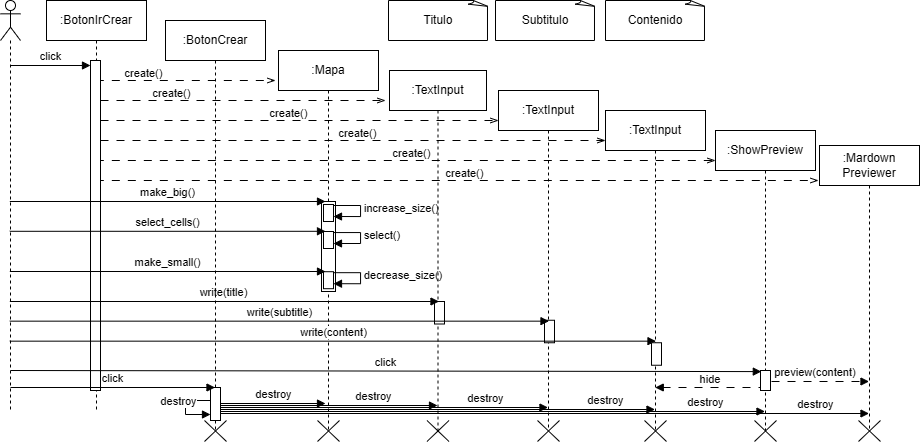 :BotonIrCrear
:BotonCrear
Titulo
Subtitulo
Contenido
click
create()
:Mapa
create()
:TextInput
create()
:TextInput
create()
:TextInput
create()
:ShowPreview
create()
:Mardown
Previewer
make_big()
increase_size()
select_cells()
select()
make_small()
decrease_size()
write(title)
write(subtitle)
write(content)
click
preview(content)
click
hide
destroy
destroy
destroy
destroy
destroy
destroy
destroy